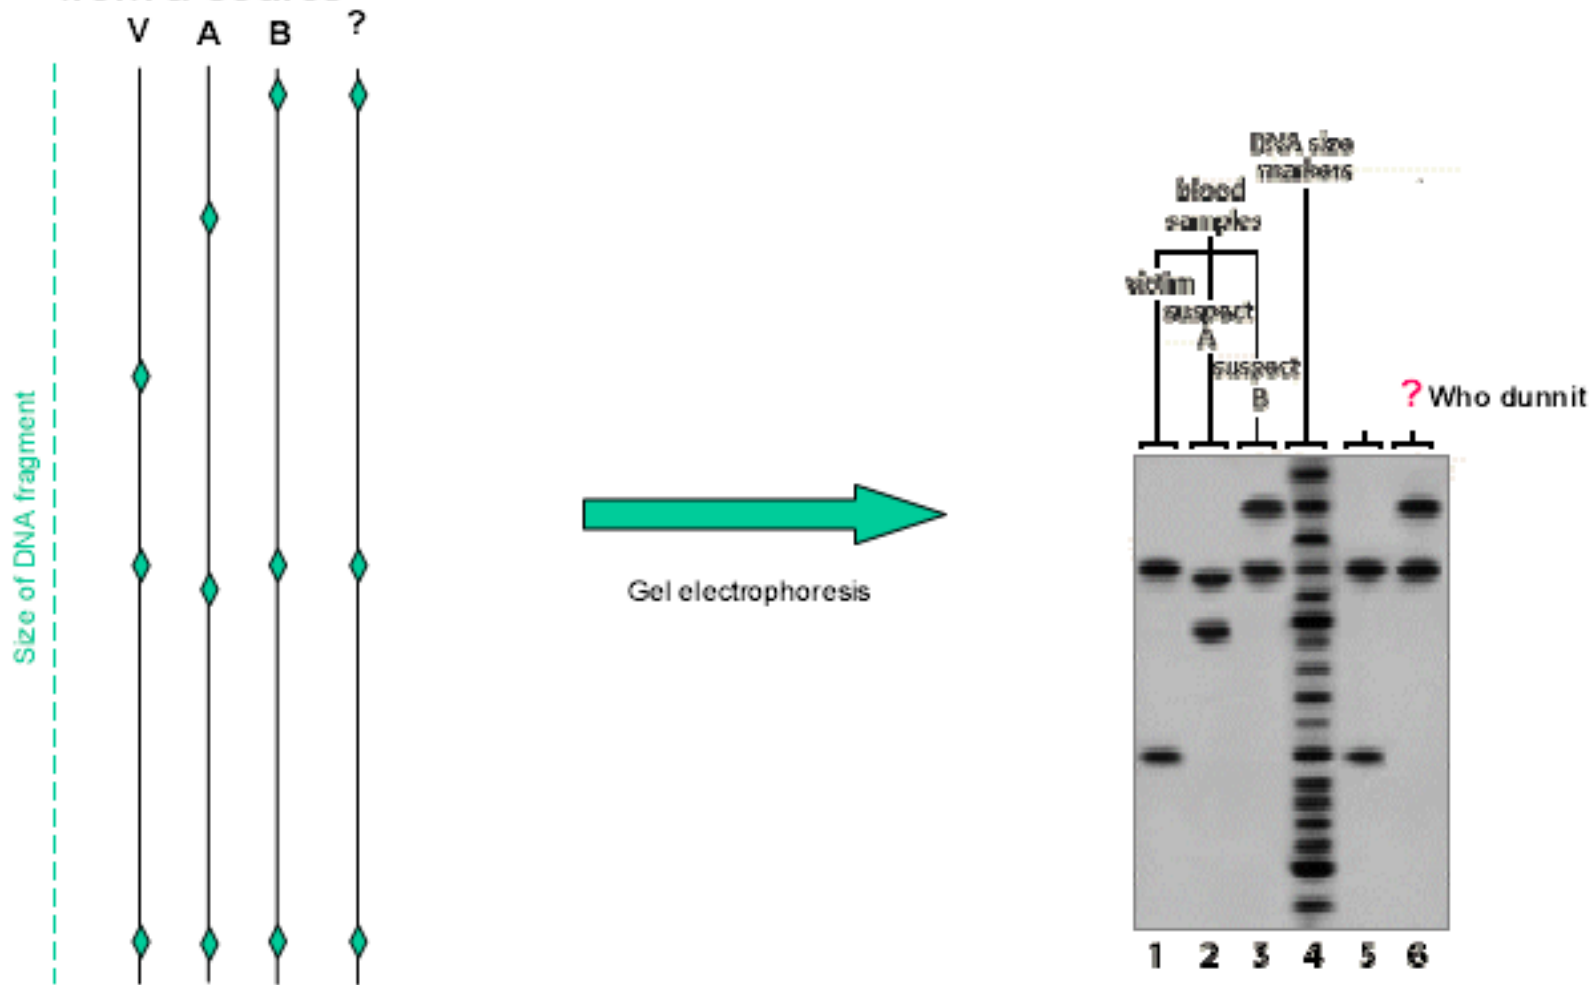 V A B ?
Size of DNA fragment
Gel electrophoresis
DNA size
markers
blood
samples
victim
suspect
A
suspect
B
? Who dunnit
1 2 3 4 5 6